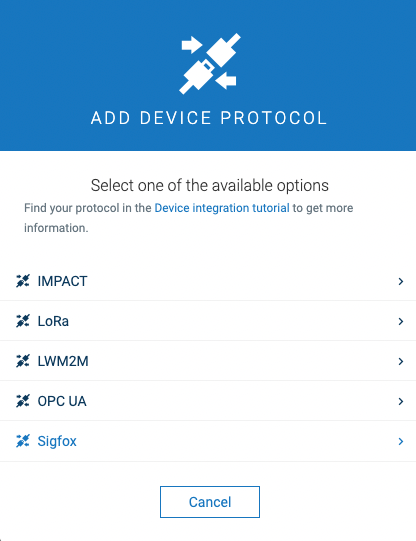 ADD DEVICE PROTOCOL
Select one of the available options
Find your protocol in the Device integration tutorial to get more
information.
IMPACT
LoRa
LWM2M
OPC UA
Sigfox
Cancel